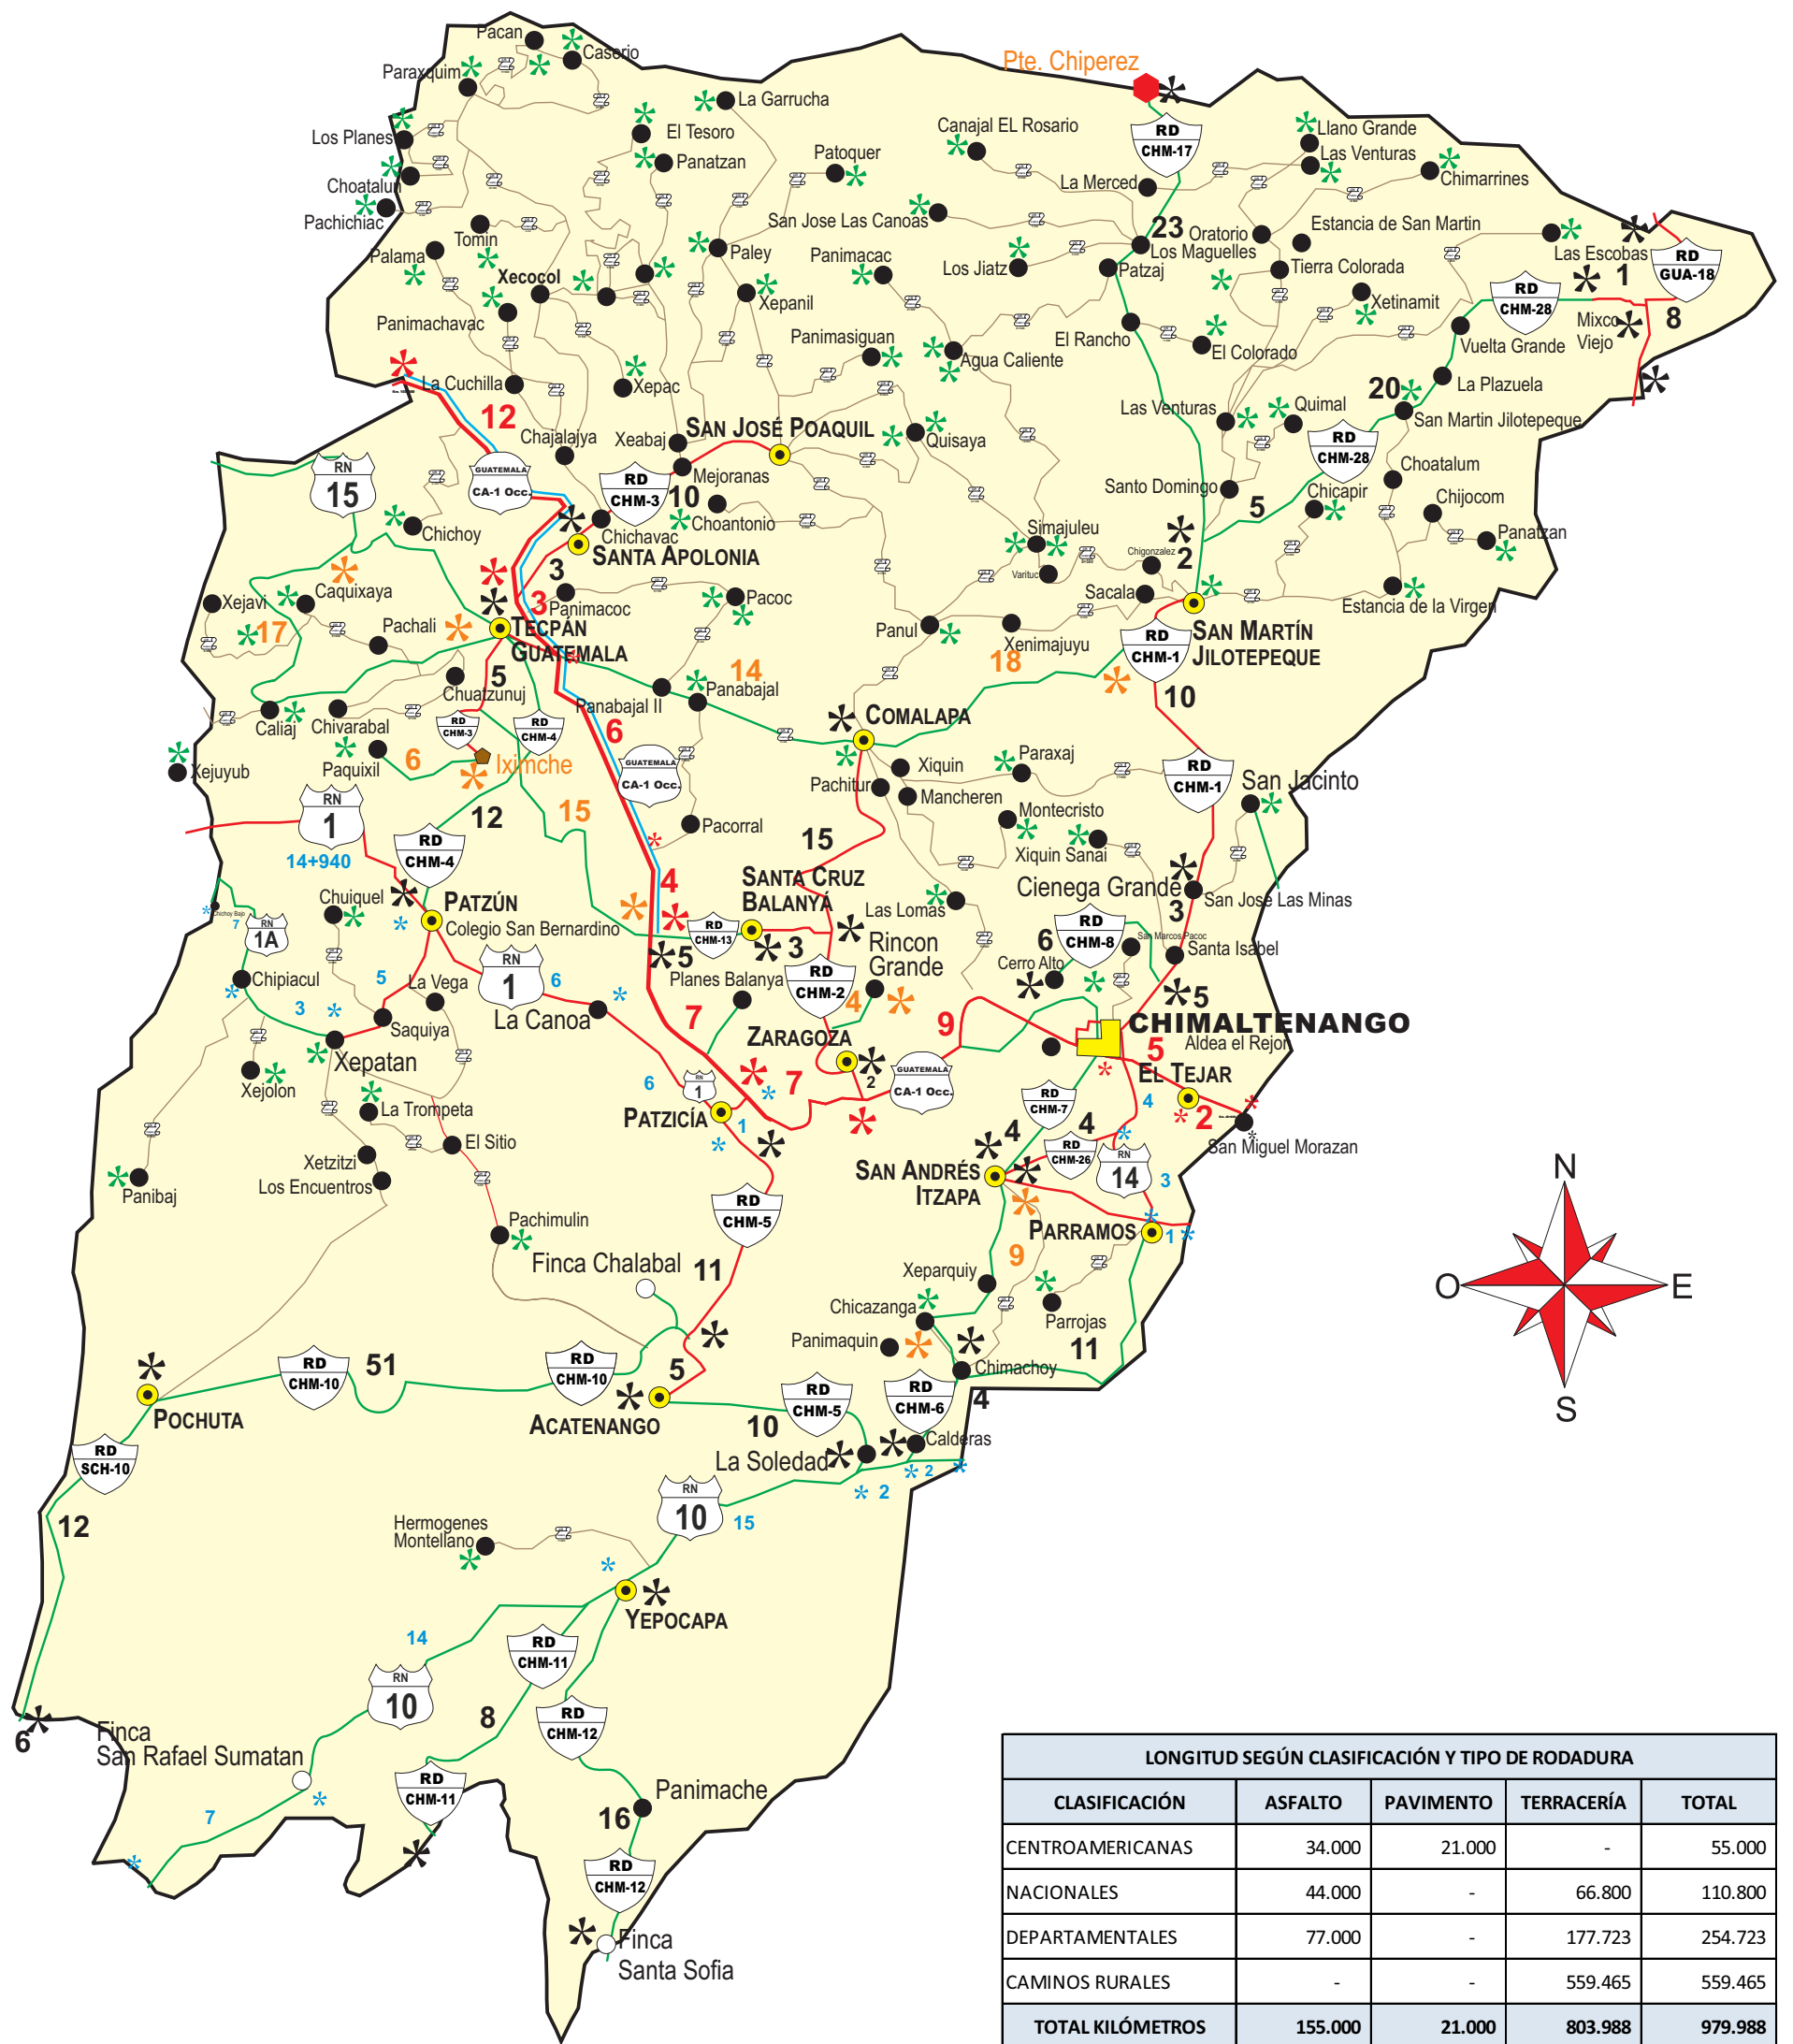 Pacan
Caserio
Paraxquim
Pte. Chiperez
La Garrucha
Los Planes
El Tesoro
Panatzan
Canajal EL Rosario
RD
CHM-17
Llano Grande
Las Venturas
Choatalun
Patoquer
La Merced
Chimarrines
Pachichiac
San Jose Las Canoas
Tomin
23
Oratorio
Estancia de San Martin
Palama
Paley
Panimacac
Los Jiatz
Los Maguelles
Patzaj
Tierra Colorada
Las Escobas
1
RD
GUA-18
Xecocol
Xepanil
Xetinamit
RD
CHM-28
Panimachavac
Panimasiguan
El Rancho
El Colorado
Mixco
Viejo
8
Vuelta Grande
Agua Caliente
La Cuchilla
Xepac
La Plazuela
12
20
Las Venturas
Quimal
San Martin Jilotepeque
Chajalajya
Xeabaj
SAN JOSÉ POAQUIL
Quisaya
RD
CHM-28
RN
15
GUATEMALA
CA-1 Occ.
RD
CHM-3
Mejoranas
10
Choatalum
Santo Domingo
5
Chicapir
Chijocom
Chichoy
Chichavac
Choantonio
SANTA APOLONIA
Simajuleu
Panatzan
Chigonzalez
2
3
Varituc
Caquixaya
3
Panimacoc
Pacoc
Sacala
Estancia de la Virgen
Xejavi
17
TECPÁN
GUATEMALA
Pachali
Panul
Xenimajuyu
SAN MARTÍN
JILOTEPEQUE
RD
CHM-1
5
14
18
Chuatzunuj
Panabajal II
Panabajal
10
Caliaj
Chivarabal
RD
CHM-3
RD
CHM-4
6
COMALAPA
Xejuyub
Paquixil
6
Iximche
GUATEMALA
CA-1 Occ.
Xiquin
Paraxaj
RD
CHM-1
San Jacinto
Pachitur
Mancheren
RN
1
12
15
Montecristo
14+940
RD
CHM-4
Pacorral
15
Xiquin Sanai
4
SANTA CRUZ
BALANYÁ
Cienega Grande
Chuiquel
PATZÚN
Las Lomas
San Jose Las Minas
Chichoy Bajo
7
RN
1A
Colegio San Bernardino
RD
CHM-13
3
Rincon
Grande
6
RD
CHM-8
San Marcos Pacoc
3
Santa Isabel
5
Cerro Alto
Chipiacul
5
La Vega
RN
1
6
Planes Balanya
RD
CHM-2
4
5
3
Saquiya
La Canoa
7
9
CHIMALTENANGO
Xepatan
ZARAGOZA
5
Aldea el Rejon
Xejolon
6
RN
1
7
2
GUATEMALA
CA-1 Occ.
EL TEJAR
RD
CHM-7
4
La Trompeta
PATZICÍA
1
4
4
2
El Sitio
RD
CHM-26
San Miguel Morazan
Xetzitzi
SAN ANDRÉS
ITZAPA
RN
14
3
Panibaj
Los Encuentros
N
Pachimulin
RD
CHM-5
PARRAMOS
1
Finca Chalabal
11
9
Xeparquiy
O
E
Chicazanga
Parrojas
Panimaquin
11
S
RD
CHM-10
51
RD
CHM-10
5
Chimachoy
POCHUTA
ACATENANGO
RD
CHM-5
RD
CHM-6
4
10
Calderas
RD
SCH-10
La Soledad
2
2
12
RN
10
15
Hermogenes
Montellano
YEPOCAPA
14
RD
CHM-11
RN
10
8
RD
CHM-12
6
Finca
San Rafael Sumatan
RD
CHM-11
Panimache
7
16
RD
CHM-12
Finca
Santa Sofia
LONGITUD SEGÚN CLASIFICACIÓN Y TIPO DE RODADURA
CLASIFICACIÓN ASFALTO PAVIMENTO TERRACERÍA TOTAL
CENTROAMERICANAS 34.000 21.000 - 55.000
NACIONALES 44.000 - 66.800 110.800
DEPARTAMENTALES 77.000 - 177.723 254.723
CAMINOS RURALES - - 559.465 559.465
TOTAL KILÓMETROS 155.000 21.000 803.988 979.988